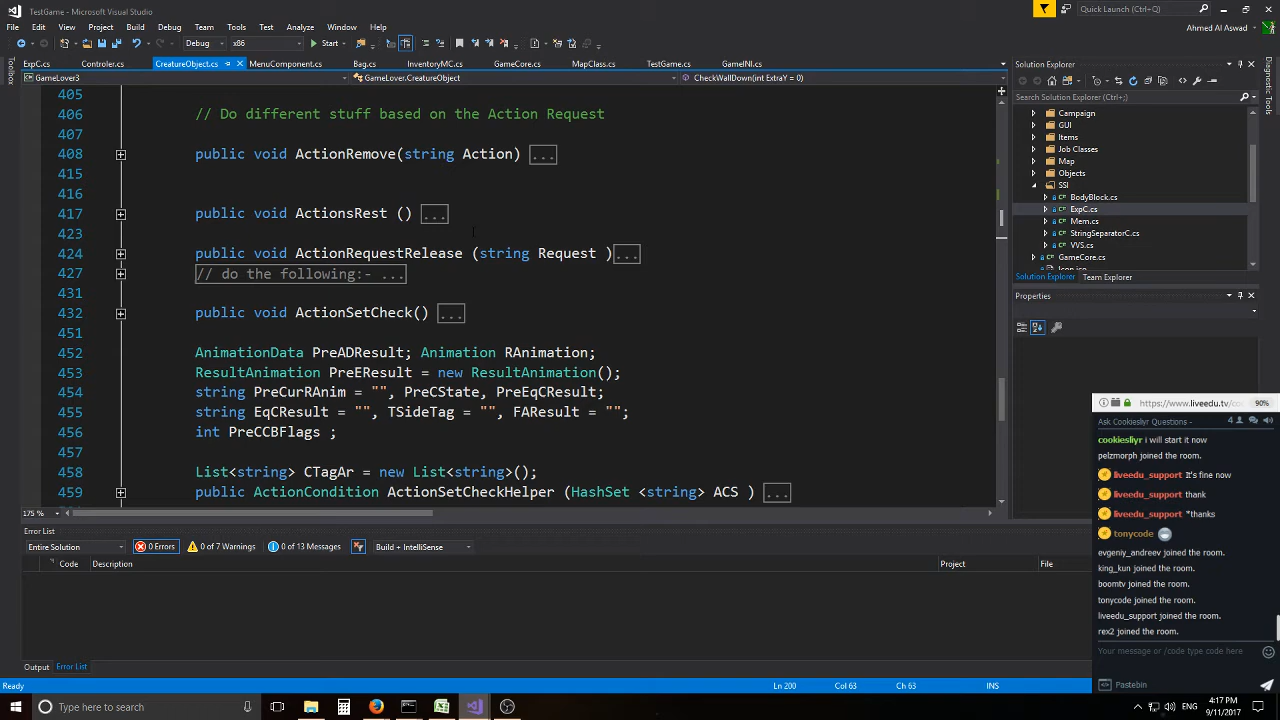 TestGame - Microsoft Visual Studio
Quick Launch (Ctrl+;)
File Edit View Project Build Debug Team Tools Test Analyze Window Help
Ahmed Al Aswad
Debug x86 Start
ExpC.cs Controler.cs CreatureObject.cs MenuComponent.cs Bag.cs InventoryMC.cs GameCore.cs MapClass.cs TestGame.cs GameINI.cs
GameLover3 GameLover.CreatureObject CheckWallDown(int ExtraY = 0)
Toolbox
405
406 // Do different stuff based on the Action Request
407
408 public void ActionRemove(string Action) ...
415
416
417 public void ActionsRest () ...
423
424 public void ActionRequestRelease (string Request )...
427 // do the following:- ...
431
432 public void ActionSetCheck() ...
451
452 AnimationData PreADResult; Animation RAnimation;
453 ResultAnimation PreEResult = new ResultAnimation();
454 string PreCurRAnim = "", PreCState, PreEqCResult;
455 string EqCResult = "", TSideTag = "", FAResult = "";
456 int PreCCBFlags ;
457
458 List<string> CTagAr = new List<string>();
459 public ActionCondition ActionSetCheckHelper (HashSet <string> ACS ) ...
175 %
Solution Explorer
Search Solution Explorer (Ctrl+;)
Campaign
GUI
Items
Job Classes
Map
Objects
SSI
BodyBlock.cs
ExpC.cs
Mem.cs
StringSeparatorC.cs
VVS.cs
GameCore.cs
Icon.ico
Solution Explorer Team Explorer
Properties
Diagnostic Tools
Error List
Entire Solution 0 Errors 0 of 7 Warnings 0 of 13 Messages Build + IntelliSense
Code Description Project File
Output Error List
Ready Ln 200 Col 63 Ch 63 INS
https://www.liveedu.tv/co 90%
Ask Cookiesliyr Questions - 4
cookiesliyr i will start it now
pelzmorph joined the room.
liveedu_support It's fine now
liveedu_support thank
liveedu_support *thanks
tonycode
evgeniy_andreev joined the room.
king_kun joined the room.
boomtv joined the room.
tonycode joined the room.
liveedu_support joined the room.
rex2 joined the room.
Your message or /code type code here
Pastebin
Type here to search
ENG 4:17 PM
9/11/2017